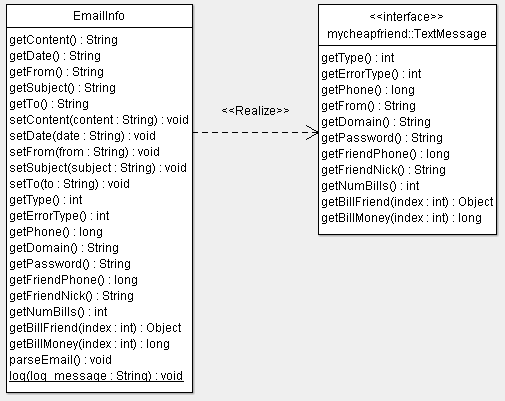 EmailInfo
getContent() : String
getDate() : String
getFrom() : String
getSubject() : String
getTo() : String
setContent(content : String) : void
setDate(date : String) : void
setFrom(from : String) : void
setSubject(subject : String) : void
setTo(to : String) : void
getType() : int
getErrorType() : int
getPhone() : long
getDomain() : String
getPassword() : String
getFriendPhone() : long
getFriendNick() : String
getNumBills() : int
getBillFriend(index : int) : Object
getBillMoney(index : int) : long
parseEmail() : void
log(log_message : String) : void
<<Realize>>
<<interface>>
mycheapfriend::TextMessage
getType() : int
getErrorType() : int
getPhone() : long
getFrom() : String
getDomain() : String
getPassword() : String
getFriendPhone() : long
getFriendNick() : String
getNumBills() : int
getBillFriend(index : int) : Object
getBillMoney(index : int) : long